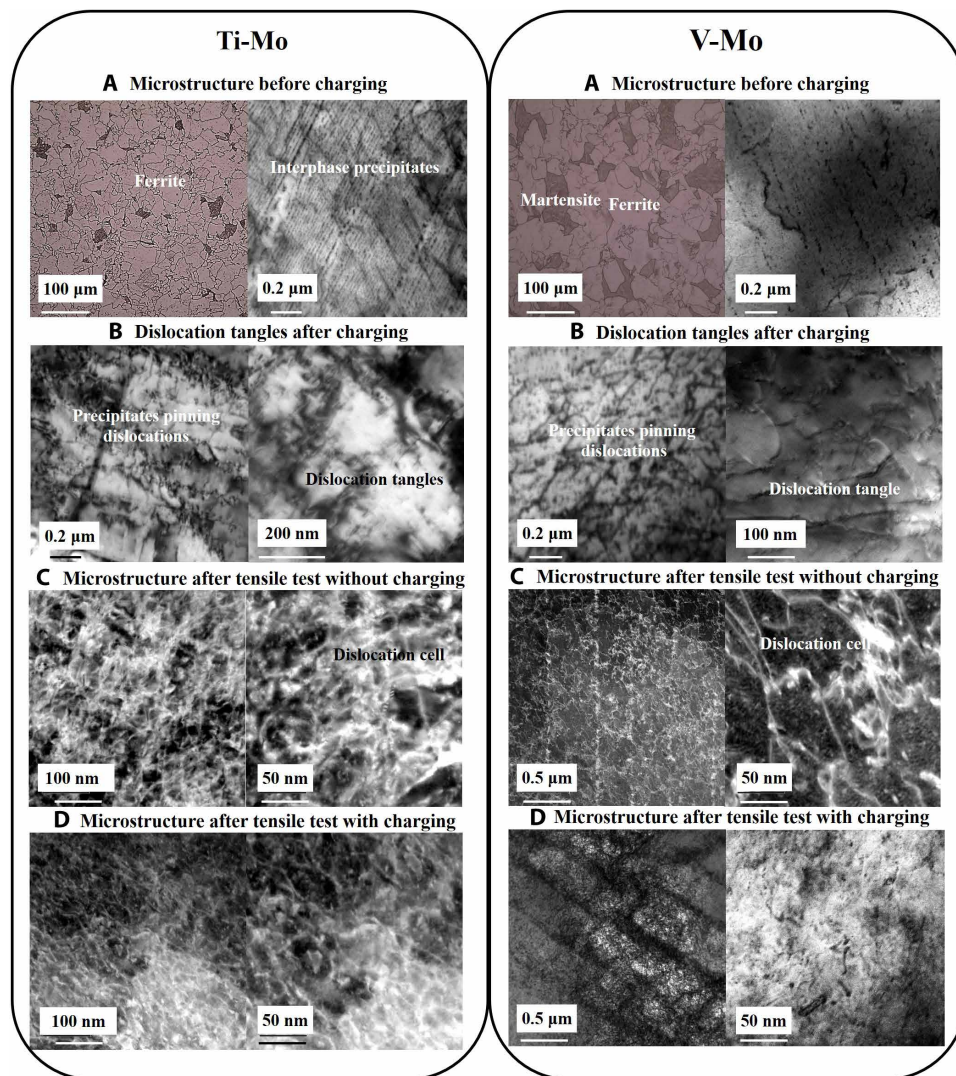 Ti-Mo
A Microstructure before charging
Ferrite
Interphase precipitates
100 µm
0.2 µm
B Dislocation tangles after charging
Precipitates pinning
dislocations
Dislocation tangles
0.2 µm
200 nm
C Microstructure after tensile test without charging
Dislocation cell
100 nm
50 nm
D Microstructure after tensile test with charging
100 nm
50 nm
V-Mo
A Microstructure before charging
Martensite
Ferrite
100 µm
0.2 µm
B Dislocation tangles after charging
Precipitates pinning
dislocations
Dislocation tangle
0.2 µm
100 nm
C Microstructure after tensile test without charging
Dislocation cell
0.5 µm
50 nm
D Microstructure after tensile test with charging
0.5 µm
50 nm